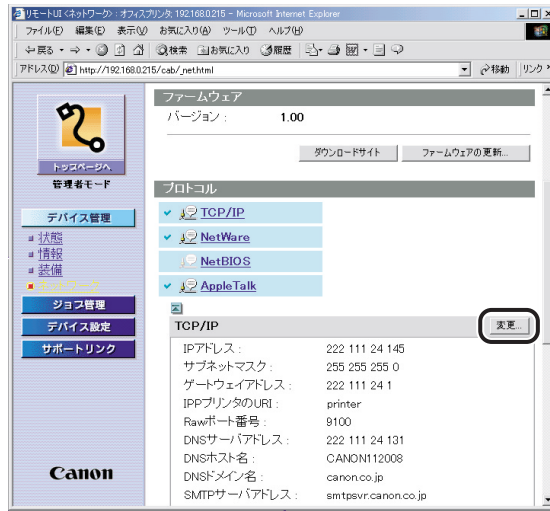 リモートUI <ネットワーク> : オフィスプリンタ; 192.168.0.215 - Microsoft Internet Explorer
ファイル(F) 編集(E) 表示(V) お気に入り(A) ツール(T) ヘルプ(H)
戻る 検索 お気に入り 履歴
アドレス(D) http://192.168.0.215/cab/_net.html 移動 リンク »
トップページへ
管理者モード
デバイス管理
状態
情報
装備
ジョブ管理
デバイス設定
サポートリンク
Canon
ファームウェア
バージョン : 1.00
ダウンロードサイト ファームウェアの更新...
プロトコル
TCP/IP
NetWare
NetBIOS
AppleTalk
TCP/IP 変更...
IPアドレス : 222 111 24 145
サブネットマスク : 255 255 255 0
ゲートウェイアドレス : 222 111 24 1
IPPプリンタのURI : printer
Rawポート番号 : 9100
DNSサーバアドレス : 222 111 24 131
DNSホスト名 : CANON112008
DNSドメイン名 : canon.co.jp
SMTPサーバアドレス : smtpsvr.canon.co.jp